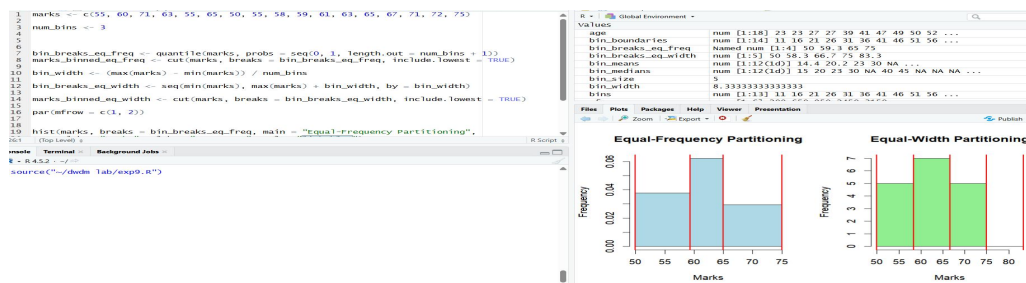 1 marks <- c(55, 60, 71, 63, 55, 65, 50, 55, 58, 59, 61, 63, 65, 67, 71, 72, 75)
2
3 num_bins <- 3
4
7 bin_breaks_eq_freq <- quantile(marks, probs = seq(0, 1, length.out = num_bins + 1))
8 marks_binned_eq_freq <- cut(marks, breaks = bin_breaks_eq_freq, include.lowest = TRUE)
9
10 bin_width <- (max(marks) - min(marks)) / num_bins
11
12 bin_breaks_eq_width <- seq(min(marks), max(marks) + bin_width, by = bin_width)
13
14 marks_binned_eq_width <- cut(marks, breaks = bin_breaks_eq_width, include.lowest = TRUE)
15
16 par(mfrow = c(1, 2))
17
18
19 hist(marks, breaks = bin_breaks_eq_freq, main = "Equal-Frequency Partitioning",
26:1 (Top Level) R Script
onsole Terminal Background Jobs
R 4.5.2 · ~/
source("~/dwdm lab/exp9.R")
R Global Environment
Values
age num [1:18] 23 23 27 27 39 41 47 49 50 52 ...
bin_boundaries num [1:14] 11 16 21 26 31 36 41 46 51 56 ...
bin_breaks_eq_freq Named num [1:4] 50 59.3 65 75
bin_breaks_eq_width num [1:5] 50 58.3 66.7 75 83.3
bin_means num [1:12(1d)] 14.4 20.2 23 30 NA ...
bin_medians num [1:12(1d)] 15 20 23 30 NA 40 45 NA NA NA ...
bin_size 5
bin_width 8.33333333333333
bins num [1:13] 11 16 21 26 31 36 41 46 51 56 ...
Files Plots Packages Help Viewer Presentation
Zoom Export Publish
Equal-Frequency Partitioning
Frequency
0.00 0.02 0.04 0.06
50 55 60 65 70 75
Marks
Equal-Width Partitioning
Frequency
0 1 2 3 4 5 6 7
50 55 60 65 70 75 80
Marks